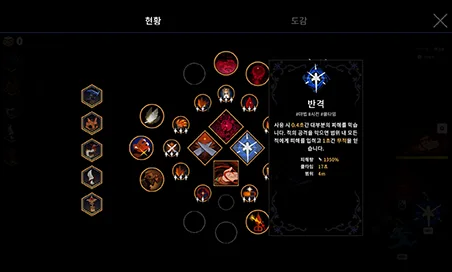 현황
도감
0
반격
사용 시 0.4초간 대부분의 피해를 막습
니다. 적의 공격을 막으면 범위 내 모든
적에게 피해를 입히고 1초간 무적을 얻
습니다.
피해량 1350%
쿨타임 17초
범위 4m